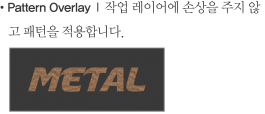 • Pattern Overlay | 작업 레이어에 손상을 주지 않
고 패턴을 적용합니다.
METAL